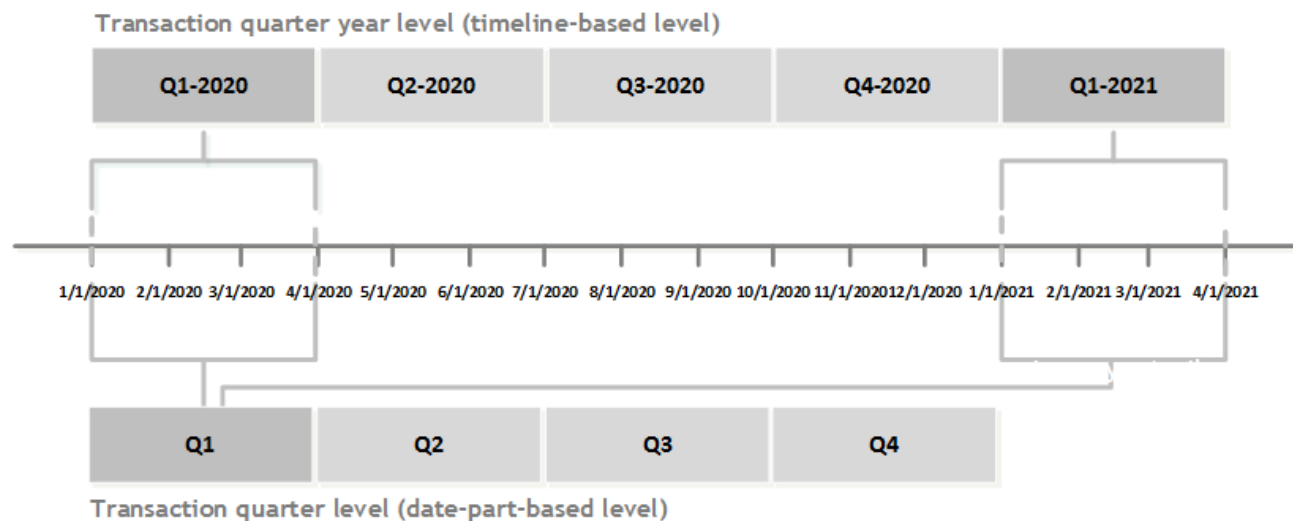 Transaction quarter year level (timeline-based level)
Q1-2020 Q2-2020 Q3-2020 Q4-2020 Q1-2021
1/1/2020 2/1/2020 3/1/2020 4/1/2020 5/1/2020 6/1/2020 7/1/2020 8/1/2020 9/1/2020 10/1/2020 11/1/2020 12/1/2020 1/1/2021 2/1/2021 3/1/2021 4/1/2021
Q1 Q2 Q3 Q4
Transaction quarter level (date-part-based level)